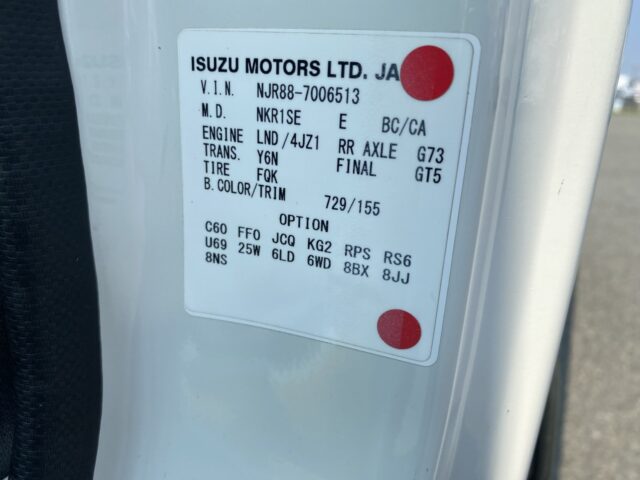 ISUZU MOTORS LTD. JA
V.I.N. NJR88-7006513
M.D. NKR1SE E BC/CA
ENGINE LND/4JZ1 RR AXLE G73
TRANS. Y6N FINAL GT5
TIRE FQK
B.COLOR/TRIM 729/155
OPTION
C60 FF0 JCQ KG2 RPS RS6
U69 25W 6LD 6WD 8BX 8JJ
8NS